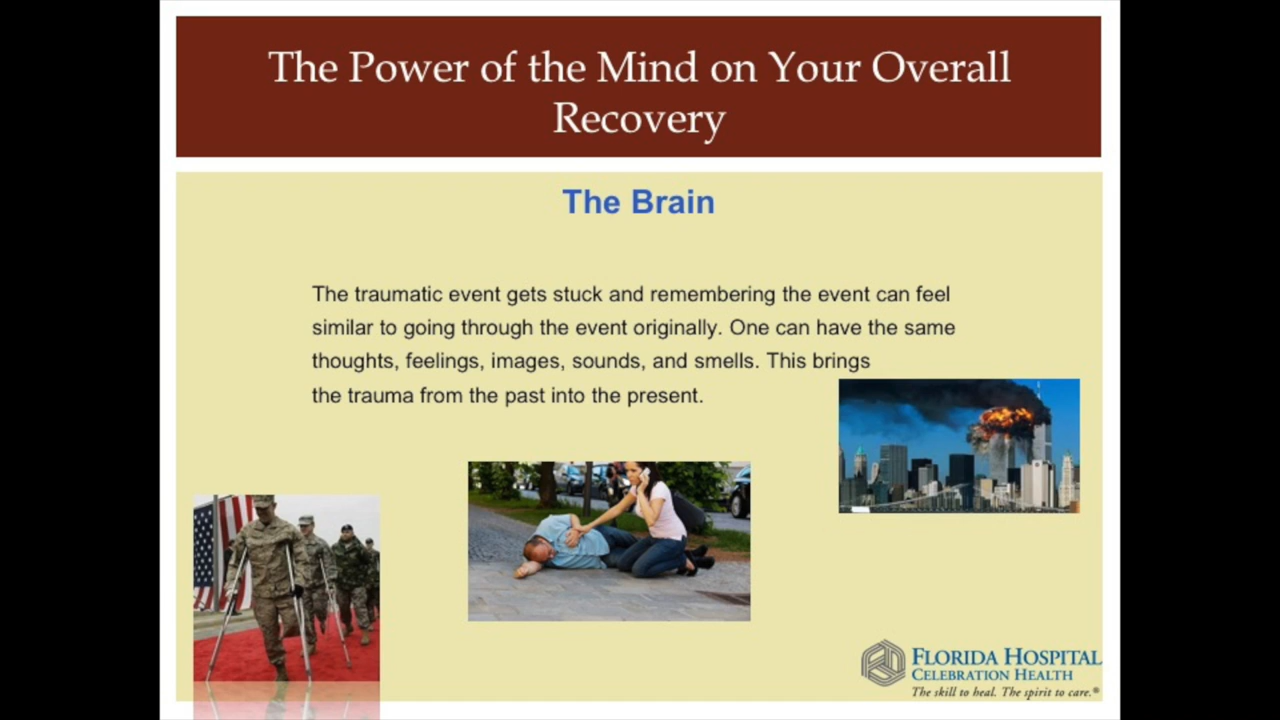 The Power of the Mind on Your Overall
Recovery
The Brain
The traumatic event gets stuck and remembering the event can feel
similar to going through the event originally. One can have the same
thoughts, feelings, images, sounds, and smells. This brings
the trauma from the past into the present.
FLORIDA HOSPITAL
CELEBRATION HEALTH
The skill to heal. The spirit to care.®